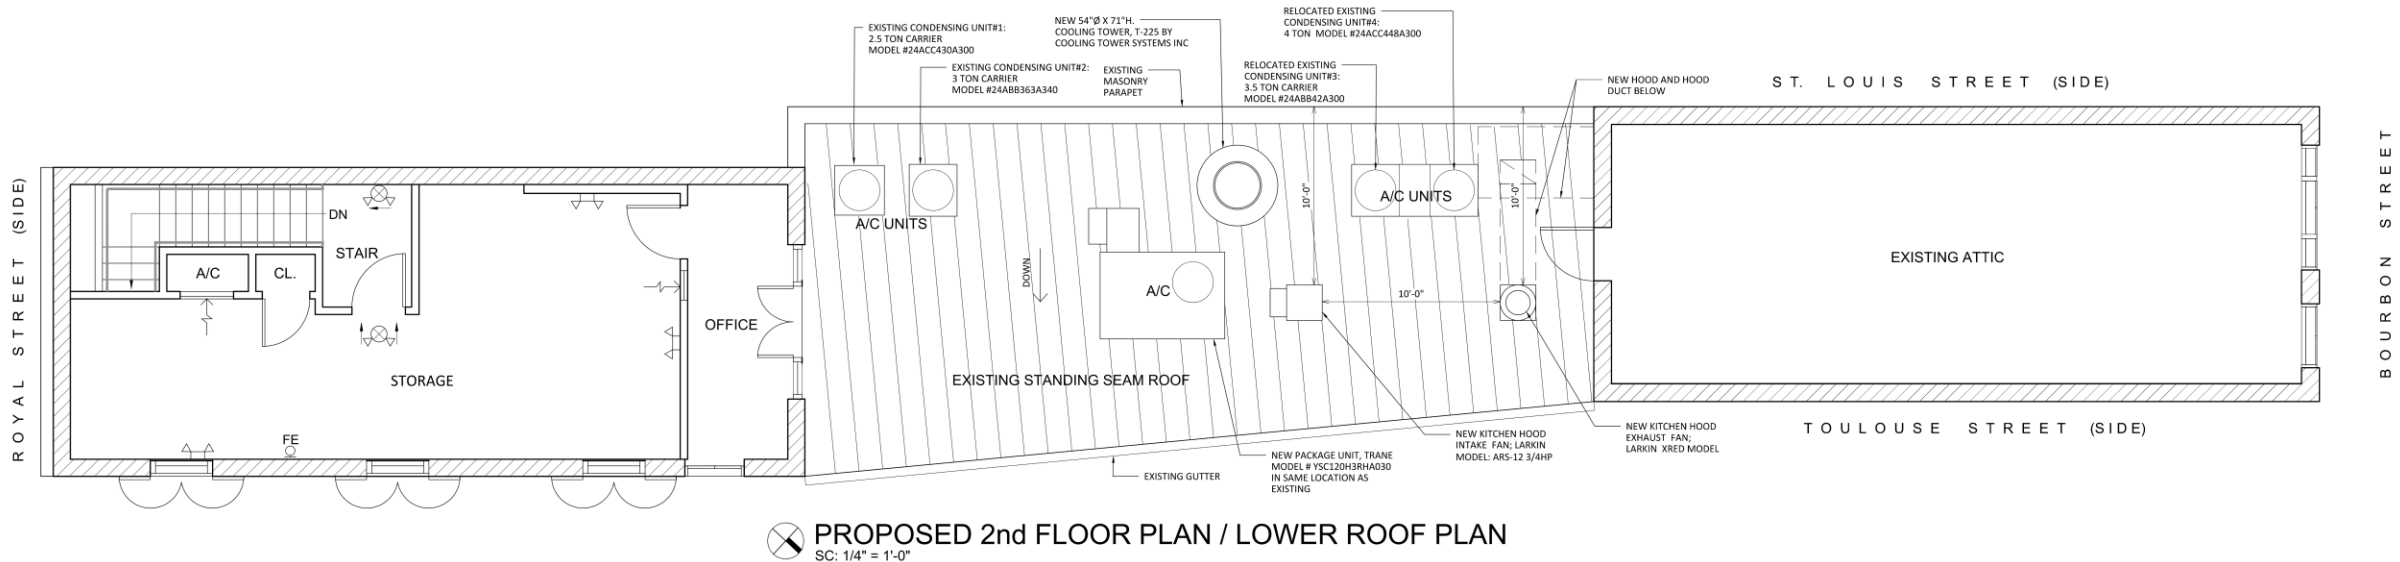 EXISTING CONDENSING UNIT#1:
2.5 TON CARRIER
MODEL #24ACC430A300
EXISTING CONDENSING UNIT#2:
3 TON CARRIER
MODEL #24ABB363A340
NEW 54"Ø X 71"H.
COOLING TOWER, T-225 BY
COOLING TOWER SYSTEMS INC
EXISTING
MASONRY
PARAPET
RELOCATED EXISTING
CONDENSING UNIT#4:
4 TON MODEL #24ACC448A300
RELOCATED EXISTING
CONDENSING UNIT#3:
3.5 TON CARRIER
MODEL #24ABB42A300
NEW HOOD AND HOOD
DUCT BELOW
ST. LOUIS STREET (SIDE)
ROYAL STREET (SIDE)
BOURBON STREET
DN
STAIR
A/C
CL.
OFFICE
STORAGE
FE
A/C UNITS
DOWN
A/C
10'-0"
A/C UNITS
10'-0"
10'-0"
EXISTING ATTIC
EXISTING STANDING SEAM ROOF
TOULOUSE STREET (SIDE)
NEW KITCHEN HOOD
EXHAUST FAN;
LARKIN XRED MODEL
NEW KITCHEN HOOD
INTAKE FAN; LARKIN
MODEL: ARS-12 3/4HP
NEW PACKAGE UNIT, TRANE
MODEL # YSC120H3RHA030
IN SAME LOCATION AS
EXISTING
EXISTING GUTTER
PROPOSED 2nd FLOOR PLAN / LOWER ROOF PLAN
SC: 1/4" = 1'-0"